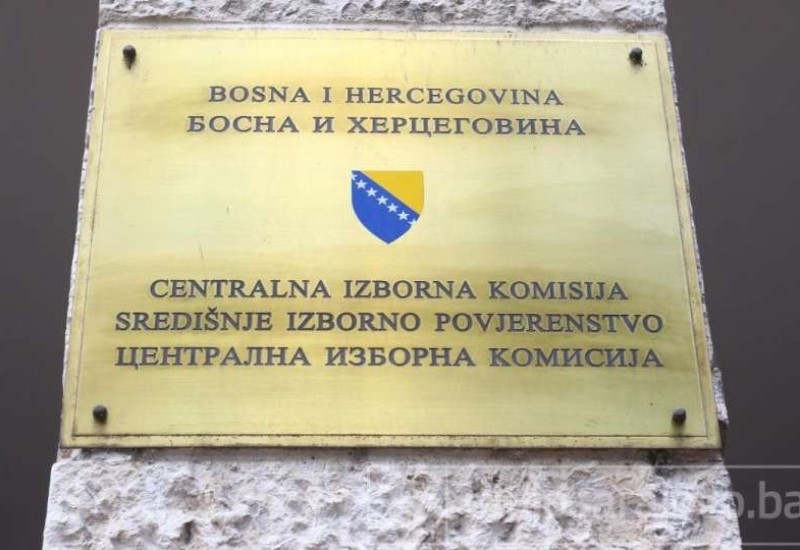 BOSNA I HERCEGOVINA
БОСНА И ХЕРЦЕГОВИНА
CENTRALNA IZBORNA KOMISIJA
SREDIŠNJE IZBORNO POVJERENSTVO
ЦЕНТРАЛНА ИЗБОРНА КОМИСИЈА